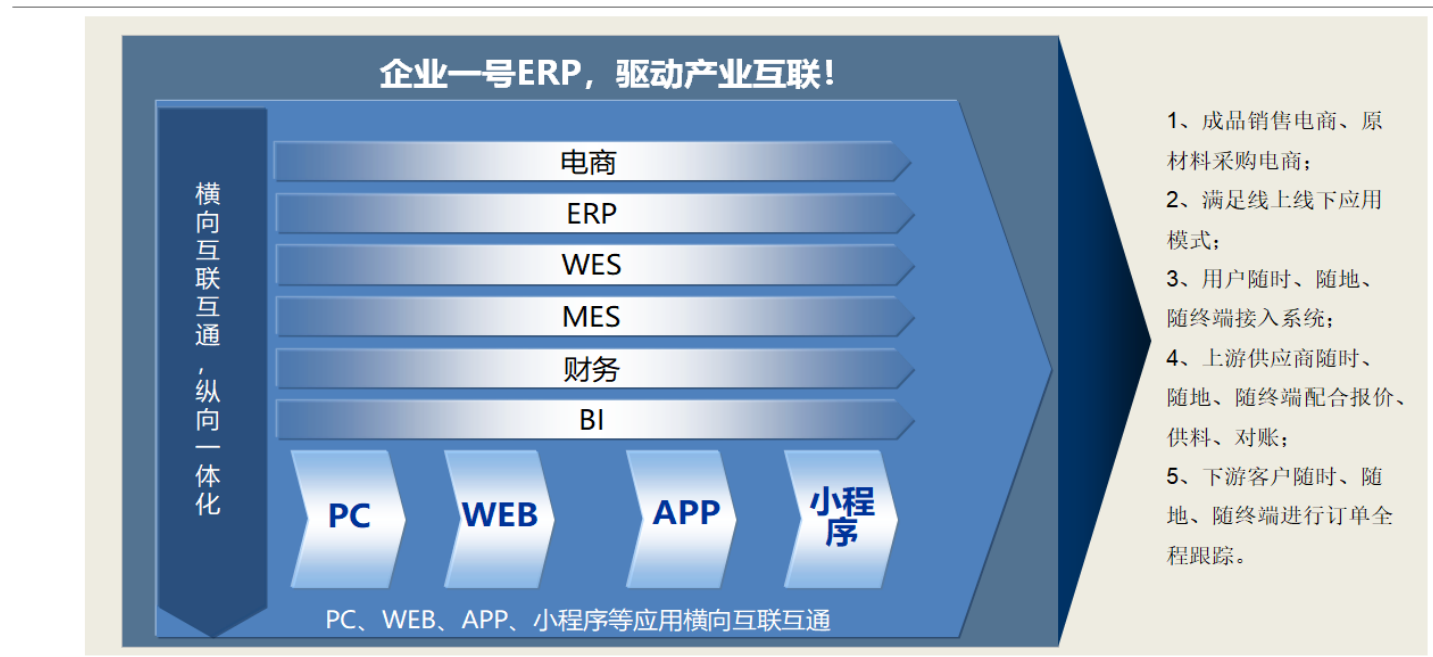 企业一号ERP，驱动产业互联！
横向互联互通，纵向一体化
电商
ERP
WES
MES
财务
BI
PC
WEB
APP
小程
序
PC、WEB、APP、小程序等应用横向互联互通
1、成品销售电商、原
材料采购电商；
2、满足线上线下应用
模式；
3、用户随时、随地、
随终端接入系统；
4、上游供应商随时、
随地、随终端配合报价、
供料、对账；
5、下游客户随时、随
地、随终端进行订单全
程跟踪。